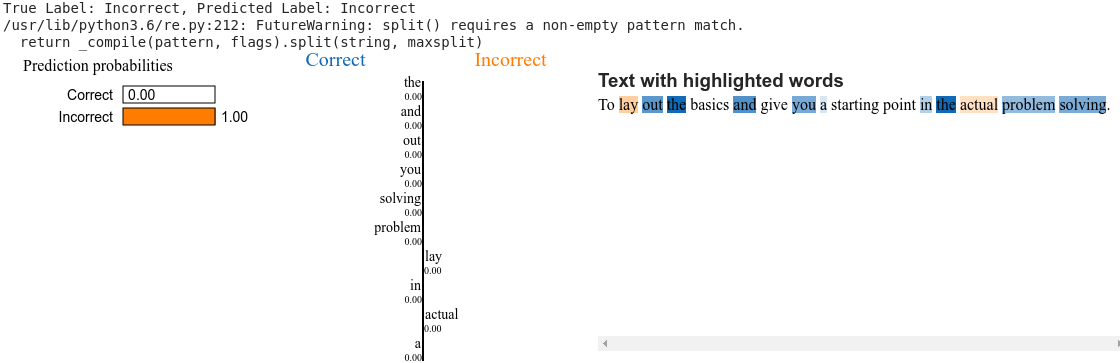 True Label: Incorrect, Predicted Label: Incorrect
/usr/lib/python3.6/re.py:212: FutureWarning: split() requires a non-empty pattern match.
return _compile(pattern, flags).split(string, maxsplit)
Prediction probabilities
Correct 0.00
Incorrect 1.00
Correct Incorrect
the
0.00
and
0.00
out
0.00
you
0.00
solving
0.00
problem
0.00
lay
0.00
in
0.00
actual
0.00
a
0.00
Text with highlighted words
To lay out the basics and give you a starting point in the actual problem solving.